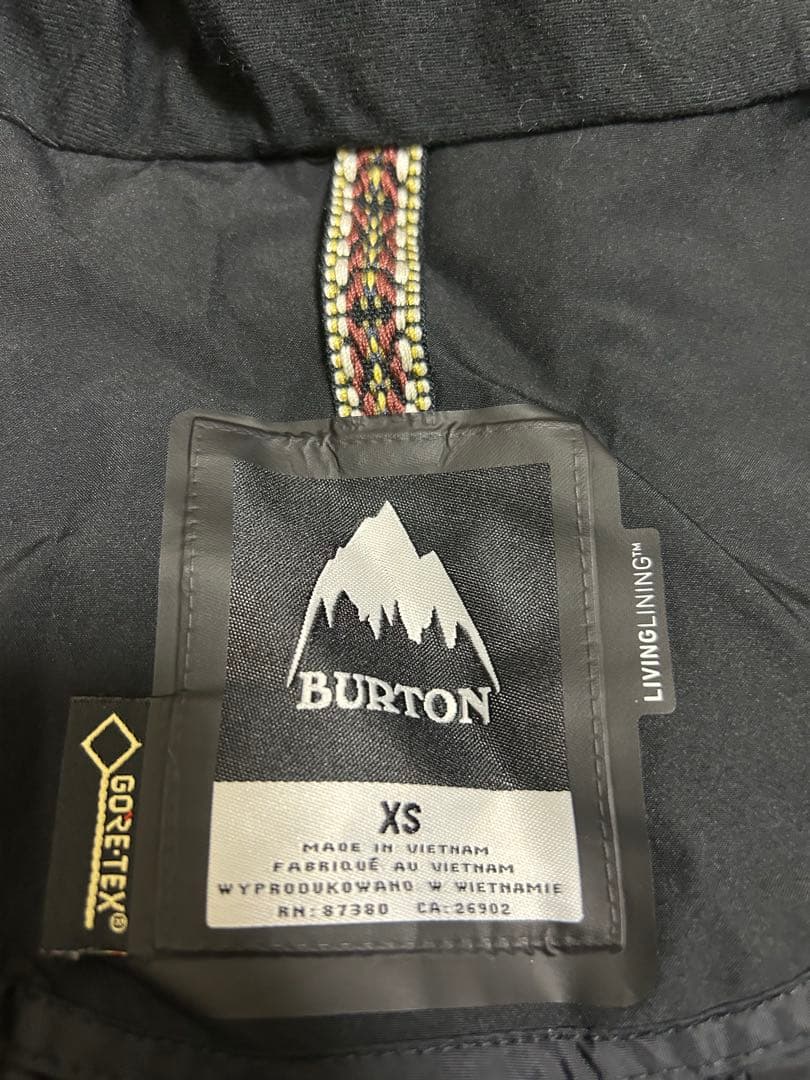 BURTON
LIVINGLINING™
GORE-TEX®
XS
MADE IN VIETNAM
FABRIQUÉ AU VIETNAM
WYPRODUKOWANO W WIETNAMIE
RN: 87380 CA: 26902